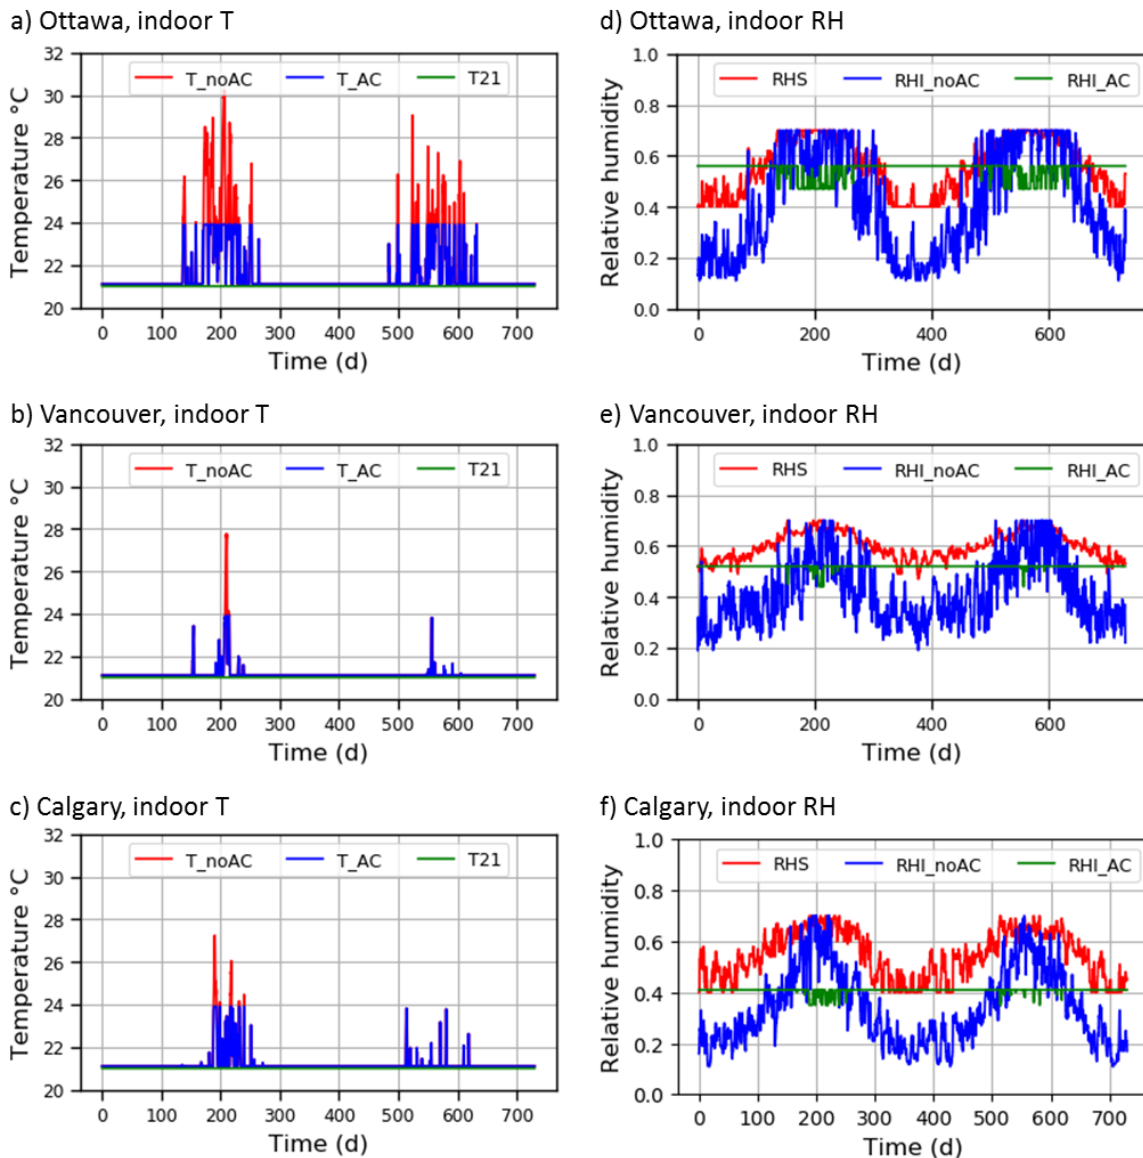 a) Ottawa, indoor T
32
30
28
26
24
22
20
Temperature °C
T_noAC T_AC T21
0 100 200 300 400 500 600 700
Time (d)
d) Ottawa, indoor RH
1.0
0.8
0.6
0.4
0.2
0.0
Relative humidity
RHS RHI_noAC RHI_AC
0 200 400 600
Time (d)
b) Vancouver, indoor T
32
30
28
26
24
22
20
Temperature °C
T_noAC T_AC T21
0 100 200 300 400 500 600 700
Time (d)
e) Vancouver, indoor RH
1.0
0.8
0.6
0.4
0.2
0.0
Relative humidity
RHS RHI_noAC RHI_AC
0 200 400 600
Time (d)
c) Calgary, indoor T
32
30
28
26
24
22
20
Temperature °C
T_noAC T_AC T21
0 100 200 300 400 500 600 700
Time (d)
f) Calgary, indoor RH
1.0
0.8
0.6
0.4
0.2
0.0
Relative humidity
RHS RHI_noAC RHI_AC
0 100 200 300 400 500 600 700
Time (d)